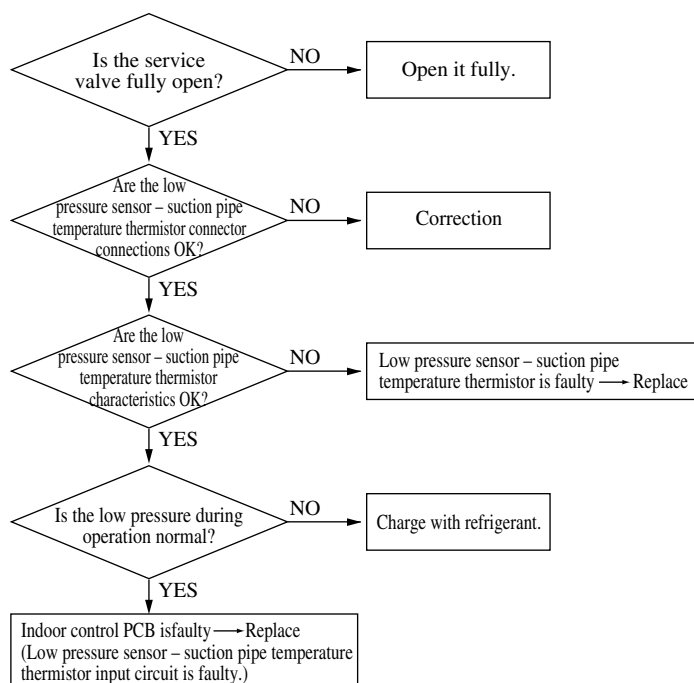 Is the service
valve fully open?
NO
Open it fully.
YES
Are the low
pressure sensor – suction pipe
temperature thermistor connector
connections OK?
NO
Correction
YES
Are the low
pressure sensor – suction pipe
temperature thermistor
characteristics OK?
NO
Low pressure sensor – suction pipe
temperature thermistor is faulty → Replace
YES
Is the low pressure during
operation normal?
NO
Charge with refrigerant.
YES
Indoor control PCB isfaulty → Replace
(Low pressure sensor – suction pipe temperature
thermistor input circuit is faulty.)